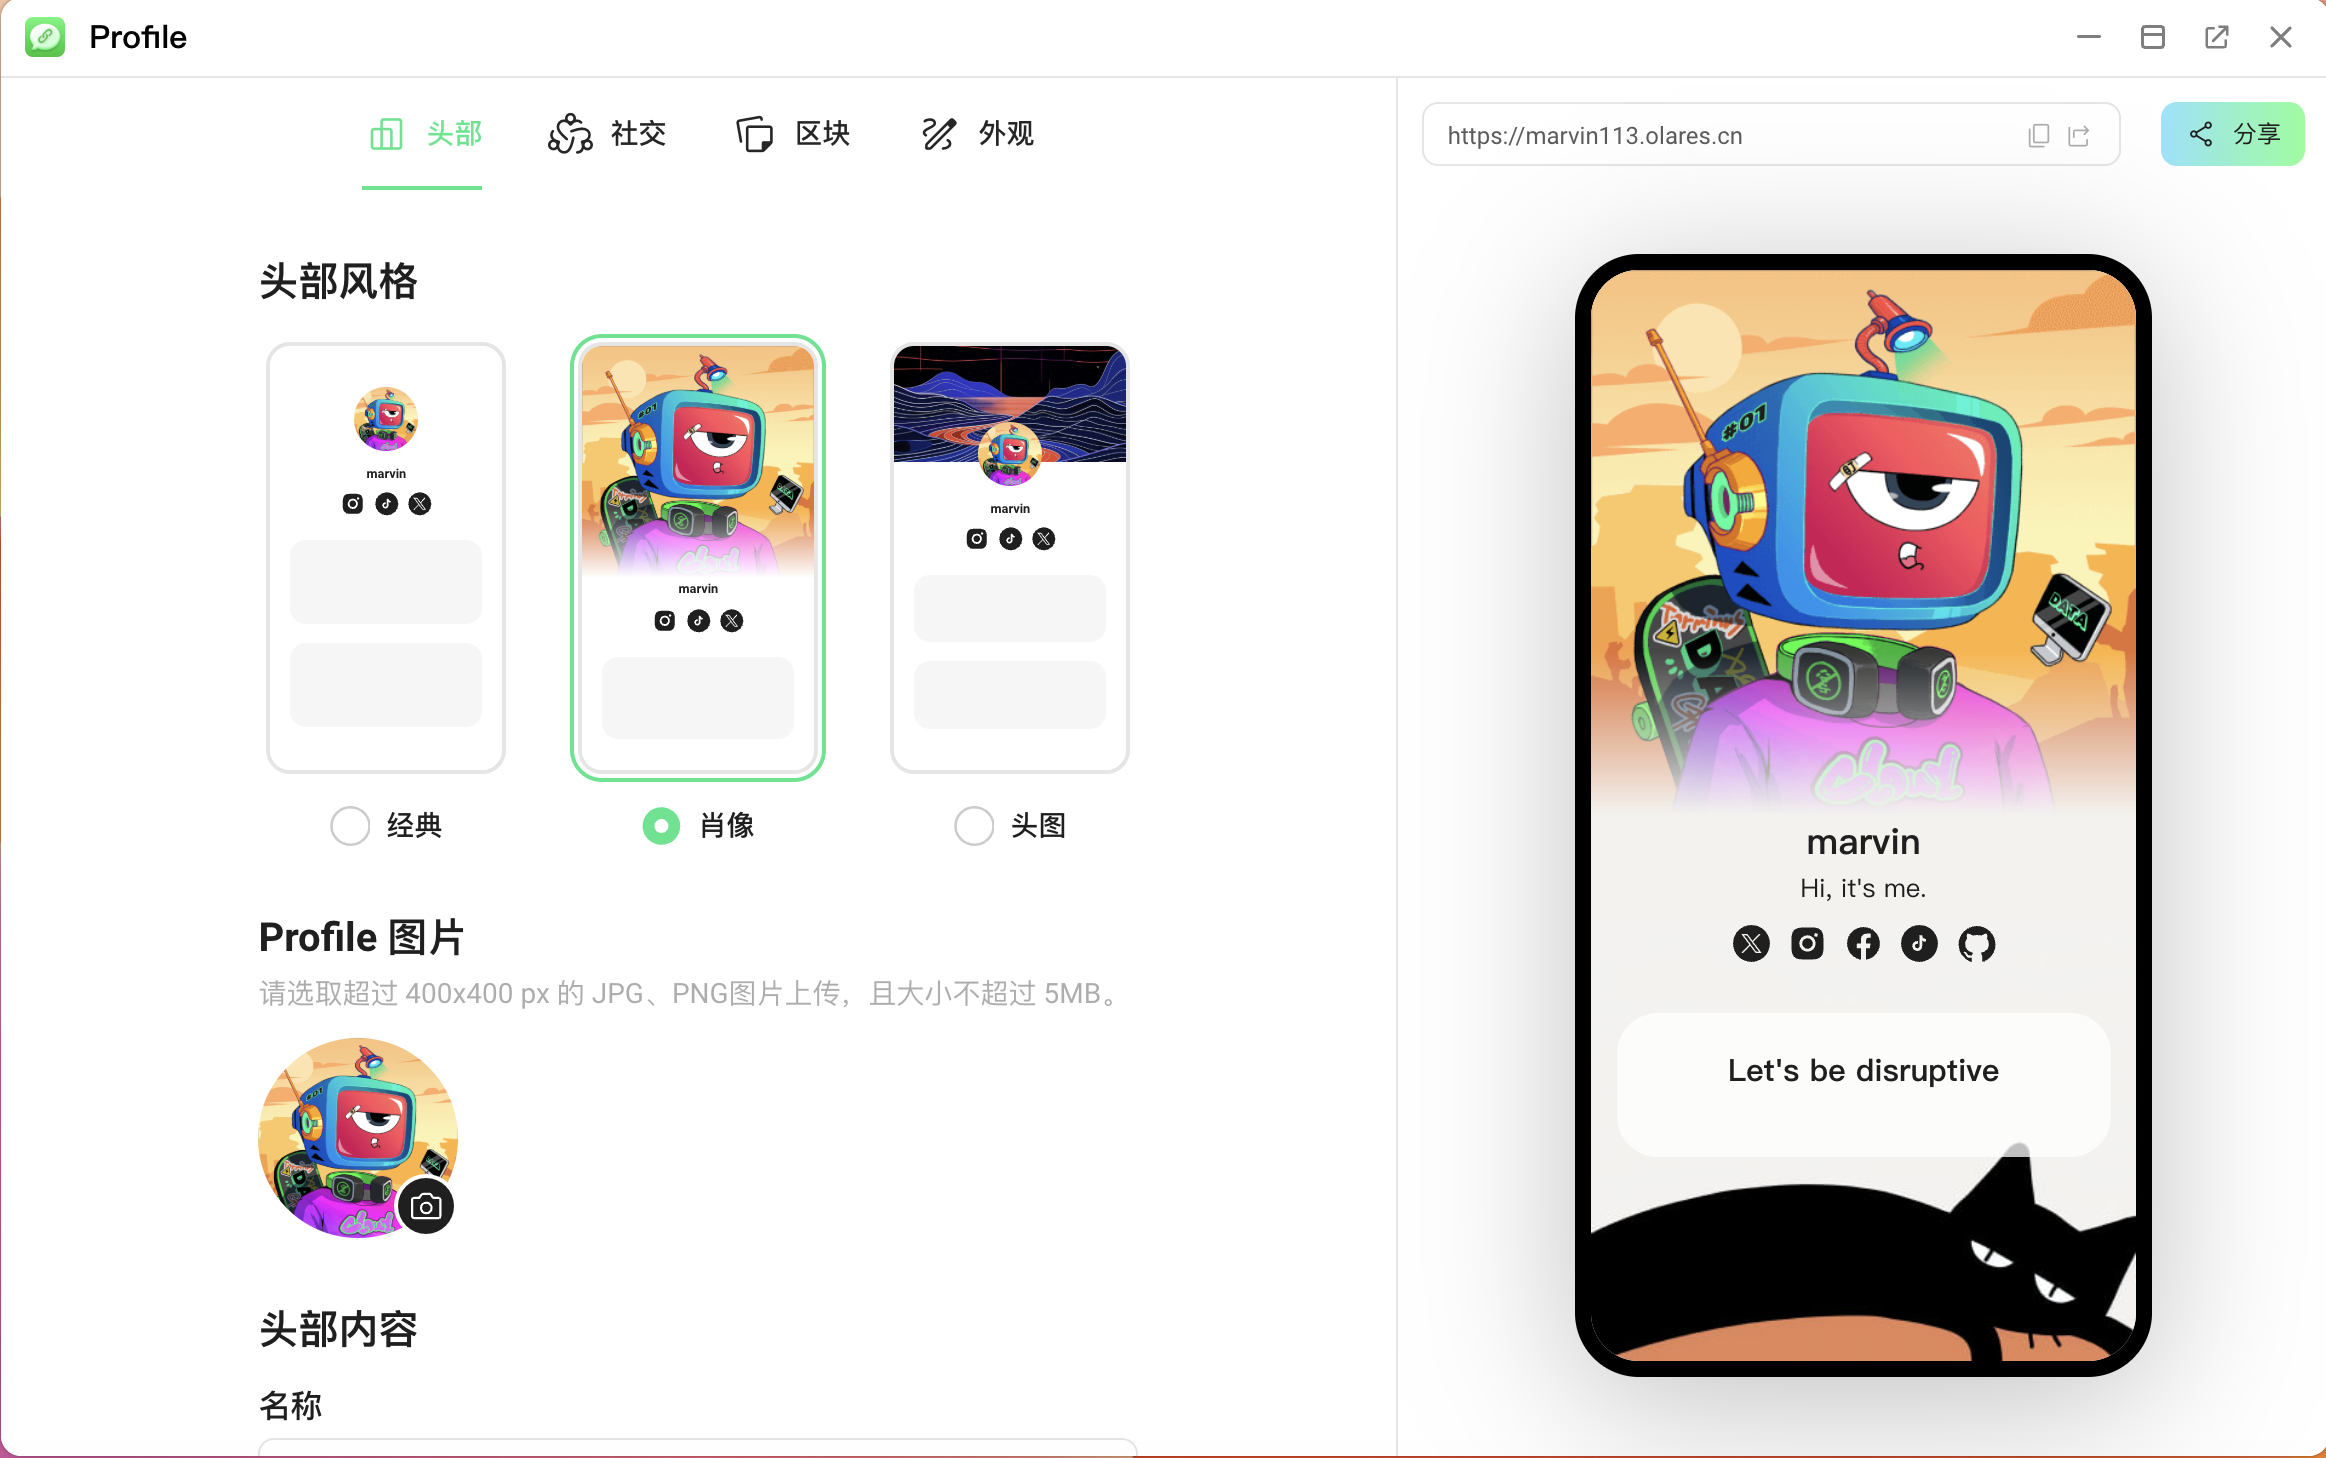 Profile
头部 社交 区块 外观
https://marvin113.olares.cn
分享
头部风格
marvin
marvin
marvin
经典 肖像 头图
Profile 图片
请选取超过 400x400 px 的 JPG、PNG图片上传，且大小不超过 5MB。
头部内容
名称
#01
DATA
Cloud
marvin
Hi, it's me.
Let's be disruptive